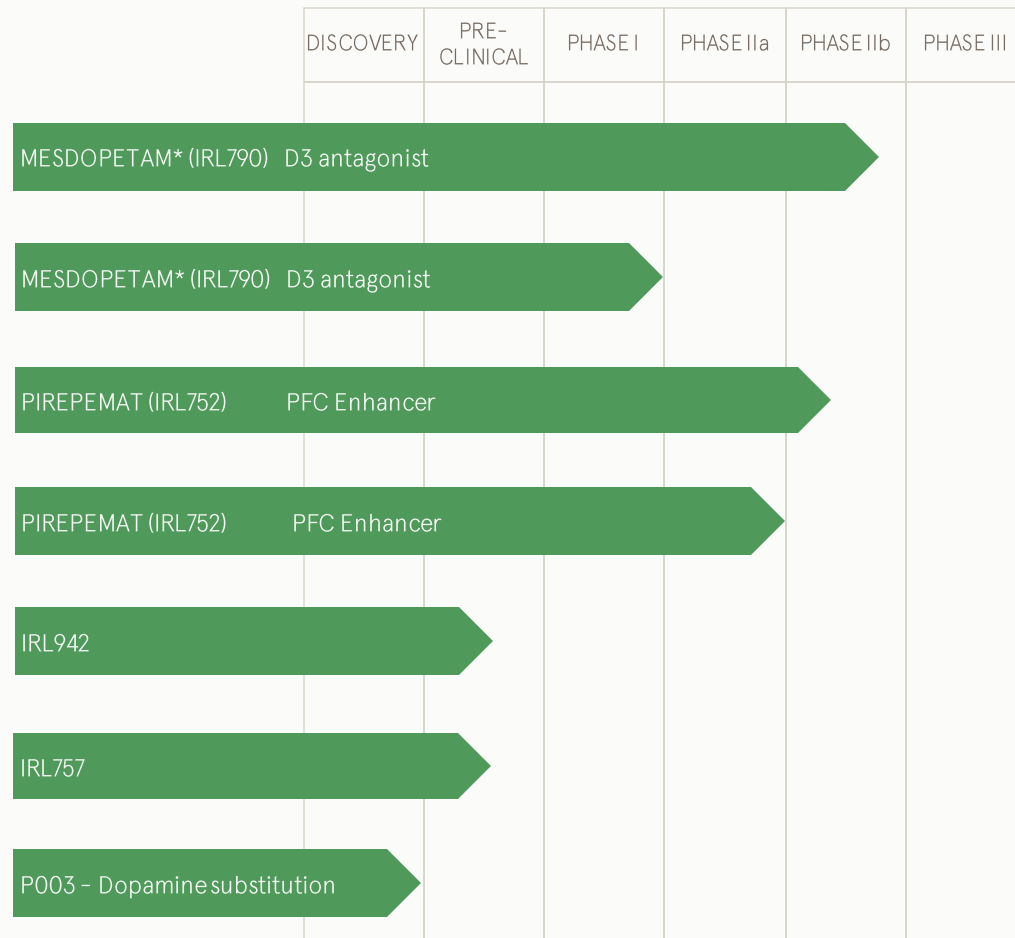 DISCOVERY PRE-CLINICAL PHASE I PHASE IIa PHASE IIb PHASE III
MESDOPETAM* (IRL790) D3 antagonist
MESDOPETAM* (IRL790) D3 antagonist
PIREPEMAT (IRL752) PFC Enhancer
PIREPEMAT (IRL752) PFC Enhancer
IRL942
IRL757
P003 - Dopamine substitution